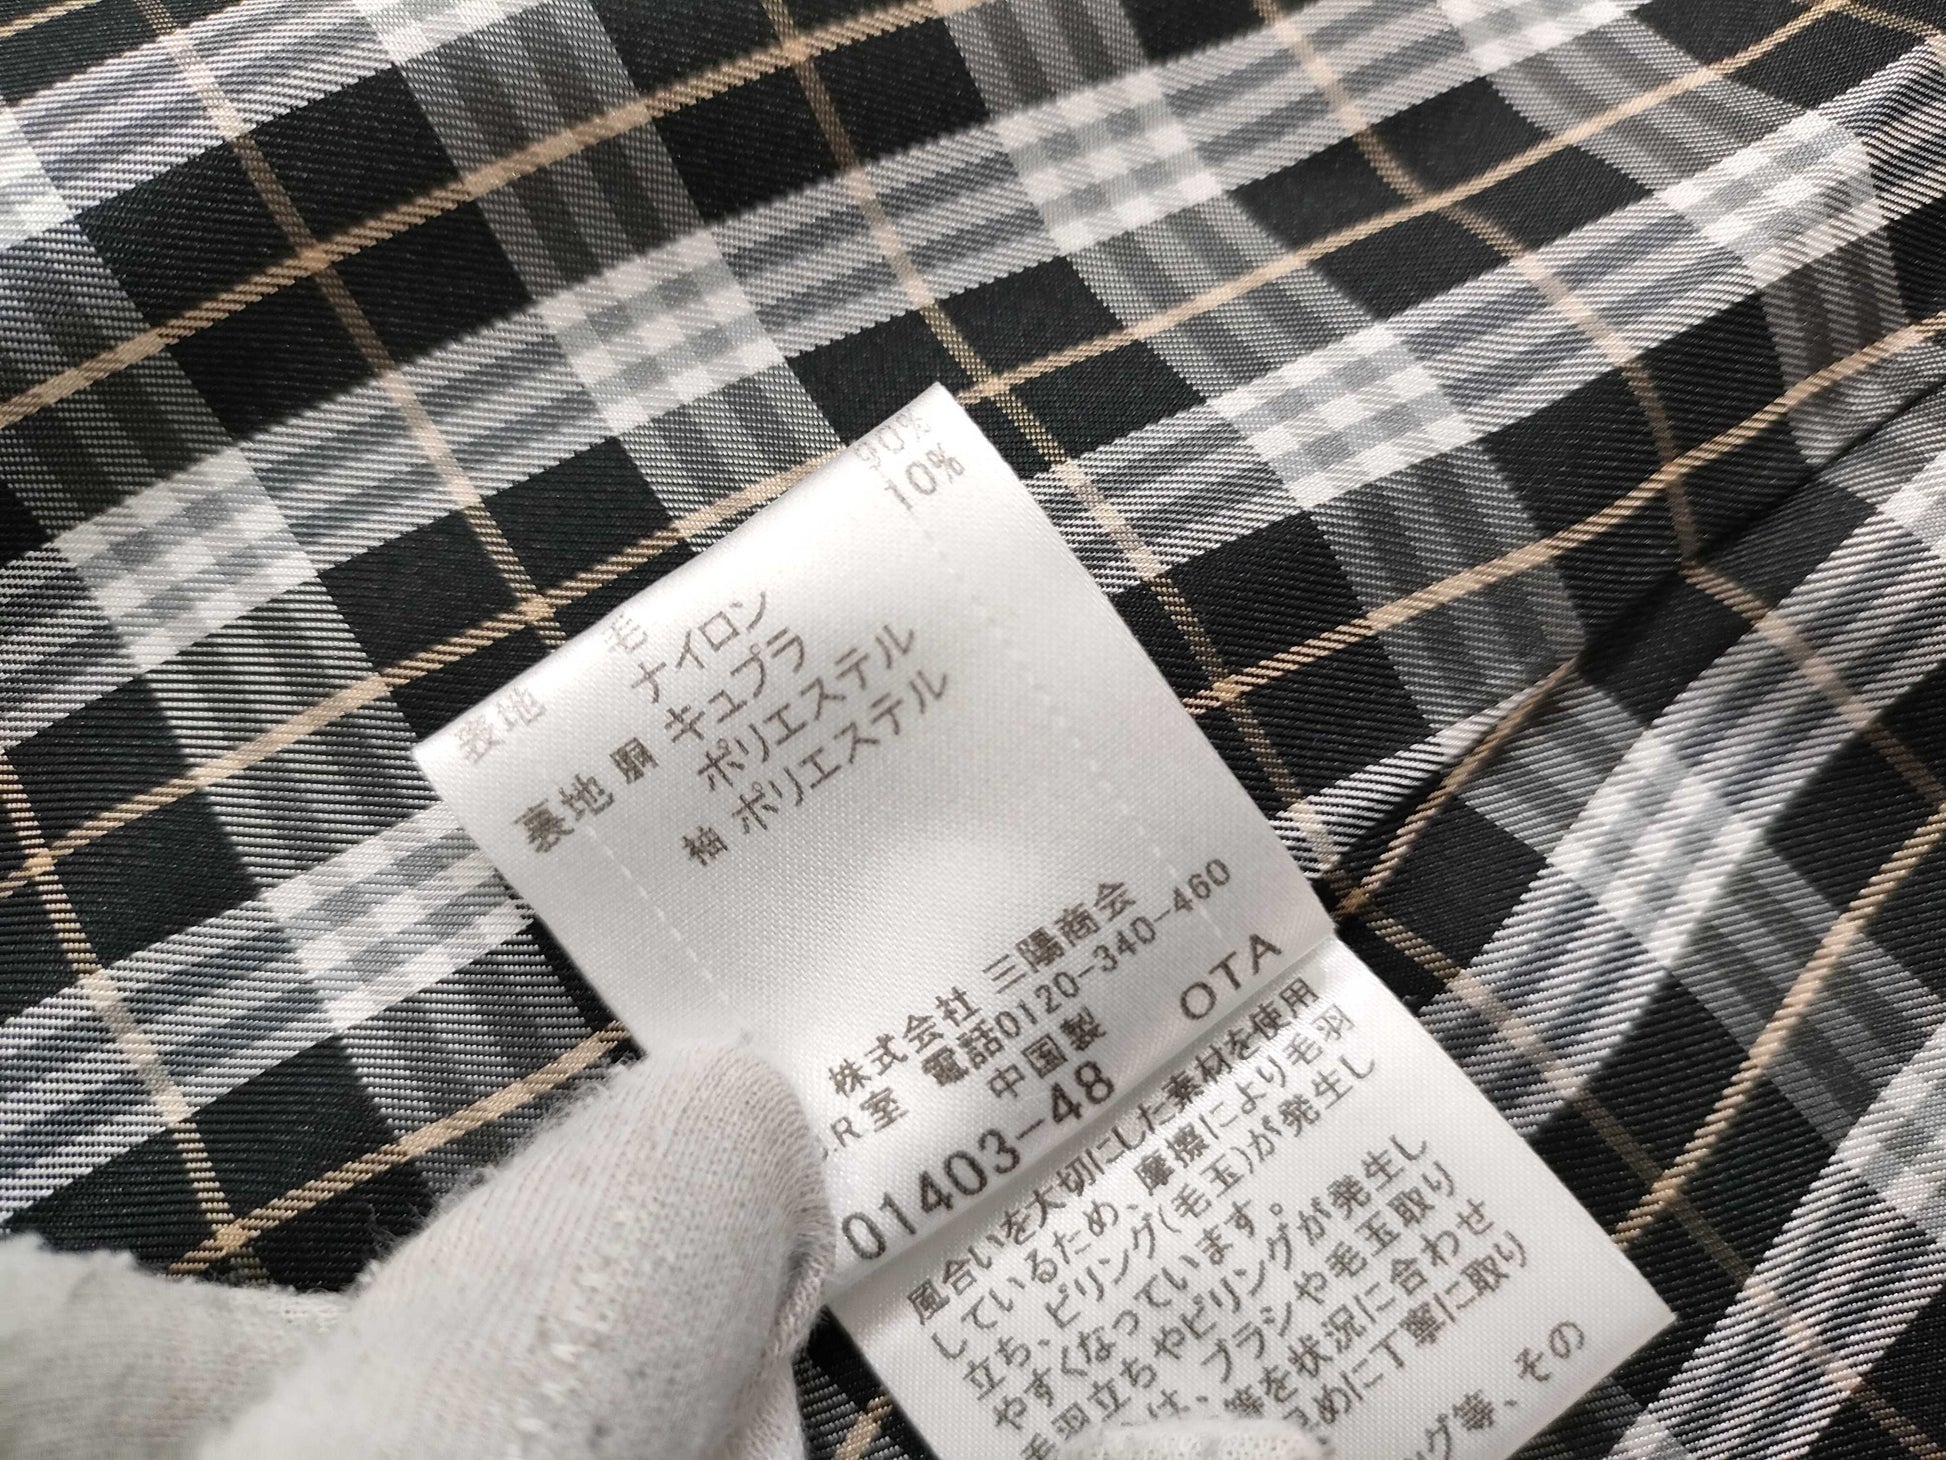 表地 毛 90%
ナイロン 10%
裏地 胴 キュプラ
ポリエステル
袖 ポリエステル
株式会社 三陽商会
R室 電話0120-340-460
中国製 OTA
01403-48
風合いを大切にした素材を使用
しているため、摩擦により毛羽
立ち、ピリング(毛玉)が発生し
やすくなっています。
毛羽立ちやピリングが発生し
は、ブラシや毛玉取り
等を状況に合わせ
めに丁寧に取り
グ等、その